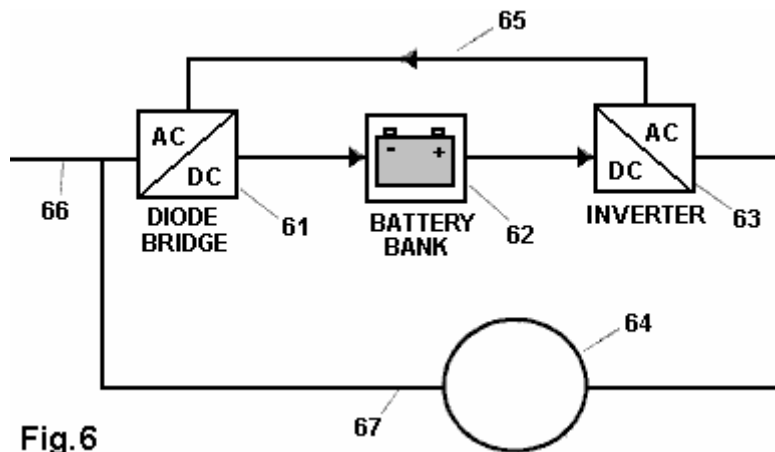 65
AC
DC
- +
AC
DC
66
DIODE
BRIDGE
61
BATTERY
BANK
62
INVERTER
63
64
67
Fig.6